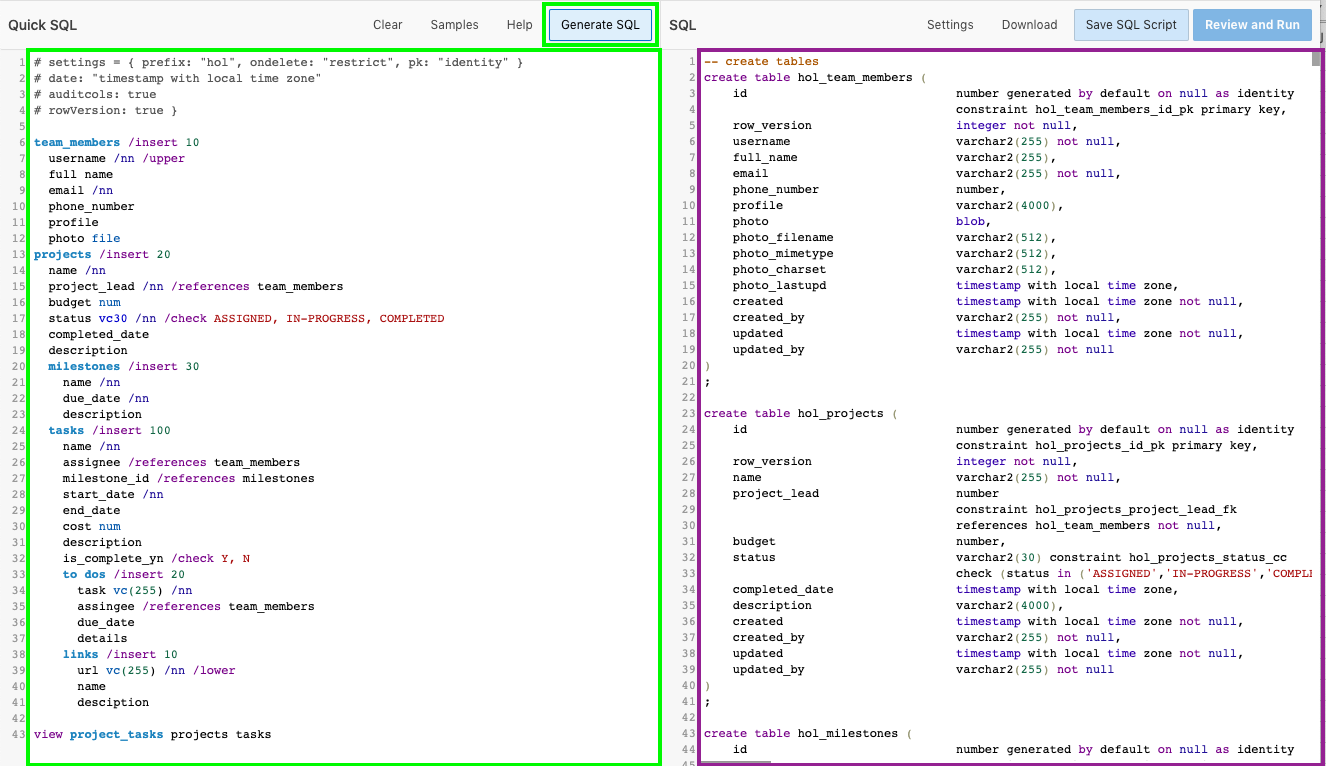 Quick SQL Clear Samples Help Generate SQL SQL Settings Download Save SQL Script Review and Run
1 # settings = { prefix: "hol", ondelete: "restrict", pk: "identity" }
2 # date: "timestamp with local time zone"
3 # auditcols: true
4 # rowVersion: true }
5
6 team_members /insert 10
7 username /nn /upper
8 full name
9 email /nn
10 phone_number
11 profile
12 photo file
13 projects /insert 20
14 name /nn
15 project_lead /nn /references team_members
16 budget num
17 status vc30 /nn /check ASSIGNED, IN-PROGRESS, COMPLETED
18 completed_date
19 description
20 milestones /insert 30
21 name /nn
22 due_date /nn
23 description
24 tasks /insert 100
25 name /nn
26 assignee /references team_members
27 milestone_id /references milestones
28 start_date /nn
29 end_date
30 cost num
31 description
32 is_complete_yn /check Y, N
33 to dos /insert 20
34 task vc(255) /nn
35 assingee /references team_members
36 due_date
37 details
38 links /insert 10
39 url vc(255) /nn /lower
40 name
41 desciption
42
43 view project_tasks projects tasks
1 -- create tables
2 create table hol_team_members (
3 id number generated by default on null as identity
4 constraint hol_team_members_id_pk primary key,
5 row_version integer not null,
6 username varchar2(255) not null,
7 full_name varchar2(255),
8 email varchar2(255) not null,
9 phone_number number,
10 profile varchar2(4000),
11 photo blob,
12 photo_filename varchar2(512),
13 photo_mimetype varchar2(512),
14 photo_charset varchar2(512),
15 photo_lastupd timestamp with local time zone,
16 created timestamp with local time zone not null,
17 created_by varchar2(255) not null,
18 updated timestamp with local time zone not null,
19 updated_by varchar2(255) not null
20 )
21 ;
22
23 create table hol_projects (
24 id number generated by default on null as identity
25 constraint hol_projects_id_pk primary key,
26 row_version integer not null,
27 name varchar2(255) not null,
28 project_lead number
29 constraint hol_projects_project_lead_fk
30 references hol_team_members not null,
31 budget number,
32 status varchar2(30) constraint hol_projects_status_cc
33 check (status in ('ASSIGNED','IN-PROGRESS','COMPL
34 completed_date timestamp with local time zone,
35 description varchar2(4000),
36 created timestamp with local time zone not null,
37 created_by varchar2(255) not null,
38 updated timestamp with local time zone not null,
39 updated_by varchar2(255) not null
40 )
41 ;
42
43 create table hol_milestones (
44 id number generated by default on null as identity
45